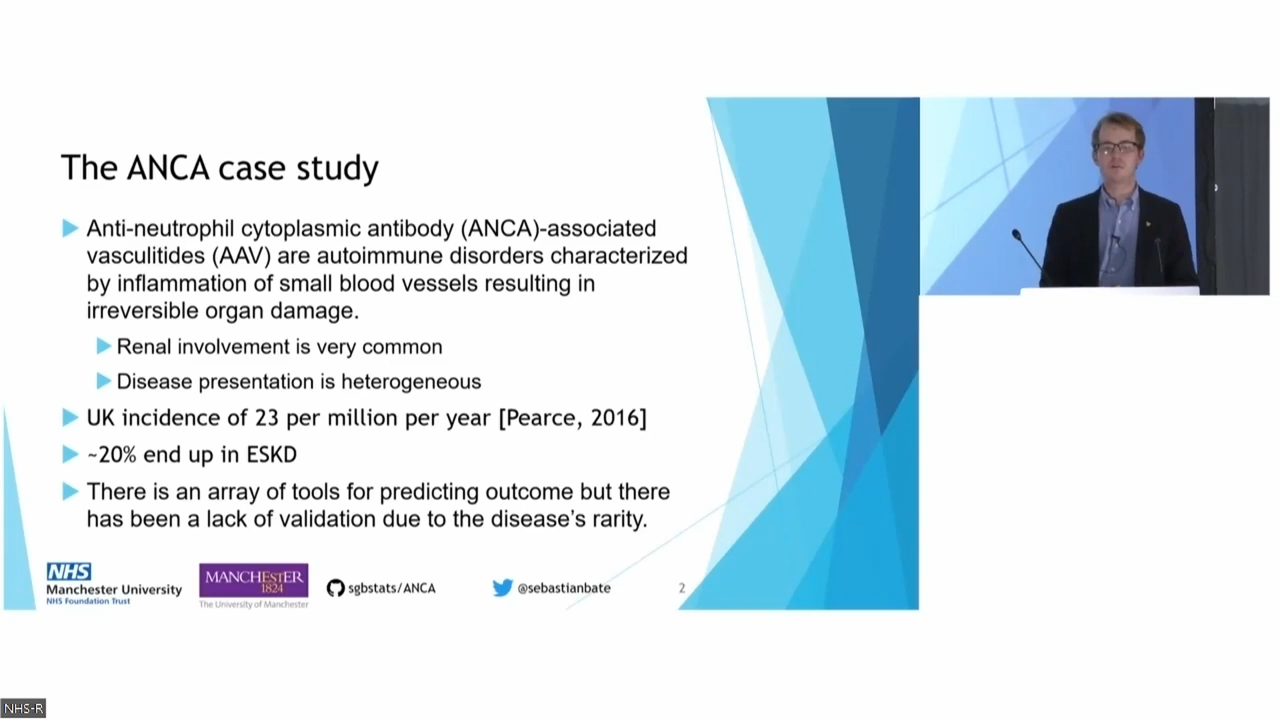 The ANCA case study
Anti-neutrophil cytoplasmic antibody (ANCA)-associated
vasculitides (AAV) are autoimmune disorders characterized
by inflammation of small blood vessels resulting in
irreversible organ damage.
Renal involvement is very common
Disease presentation is heterogeneous
UK incidence of 23 per million per year [Pearce, 2016]
~20% end up in ESKD
There is an array of tools for predicting outcome but there
has been a lack of validation due to the disease's rarity.
NHS
Manchester University
NHS Foundation Trust
MANCHESTER
1824
The University of Manchester
sgbstats/ANCA
@sebastianbate
2
NHS-R